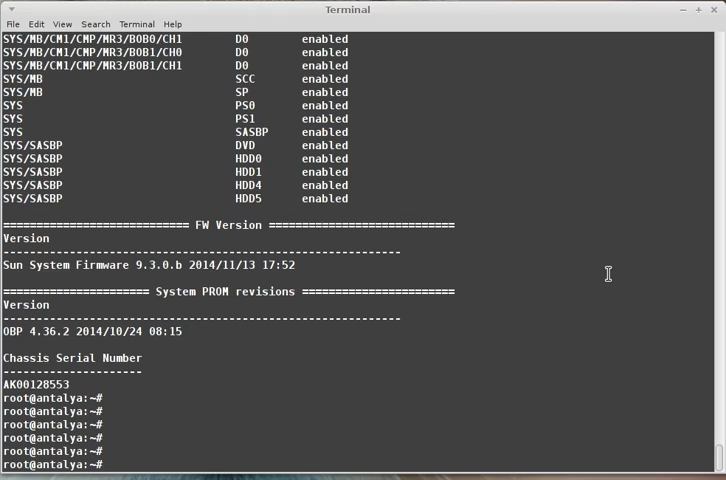 Terminal
File Edit View Search Terminal Help
SYS/MB/CM1/CMP/MR3/BOB0/CH1 D0 enabled
SYS/MB/CM1/CMP/MR3/BOB1/CH0 D0 enabled
SYS/MB/CM1/CMP/MR3/BOB1/CH1 D0 enabled
SYS/MB SCC enabled
SYS/MB SP enabled
SYS PS0 enabled
SYS PS1 enabled
SYS SASBP enabled
SYS/SASBP DVD enabled
SYS/SASBP HDD0 enabled
SYS/SASBP HDD1 enabled
SYS/SASBP HDD4 enabled
SYS/SASBP HDD5 enabled
============================ FW Version ============================
Version
------------------------------------------------------------
Sun System Firmware 9.3.0.b 2014/11/13 17:52
====================== System PROM revisions =======================
Version
------------------------------------------------------------
OBP 4.36.2 2014/10/24 08:15
Chassis Serial Number
---------------------
AK00128553
root@antalya:~#
root@antalya:~#
root@antalya:~#
root@antalya:~#
root@antalya:~#
root@antalya:~#